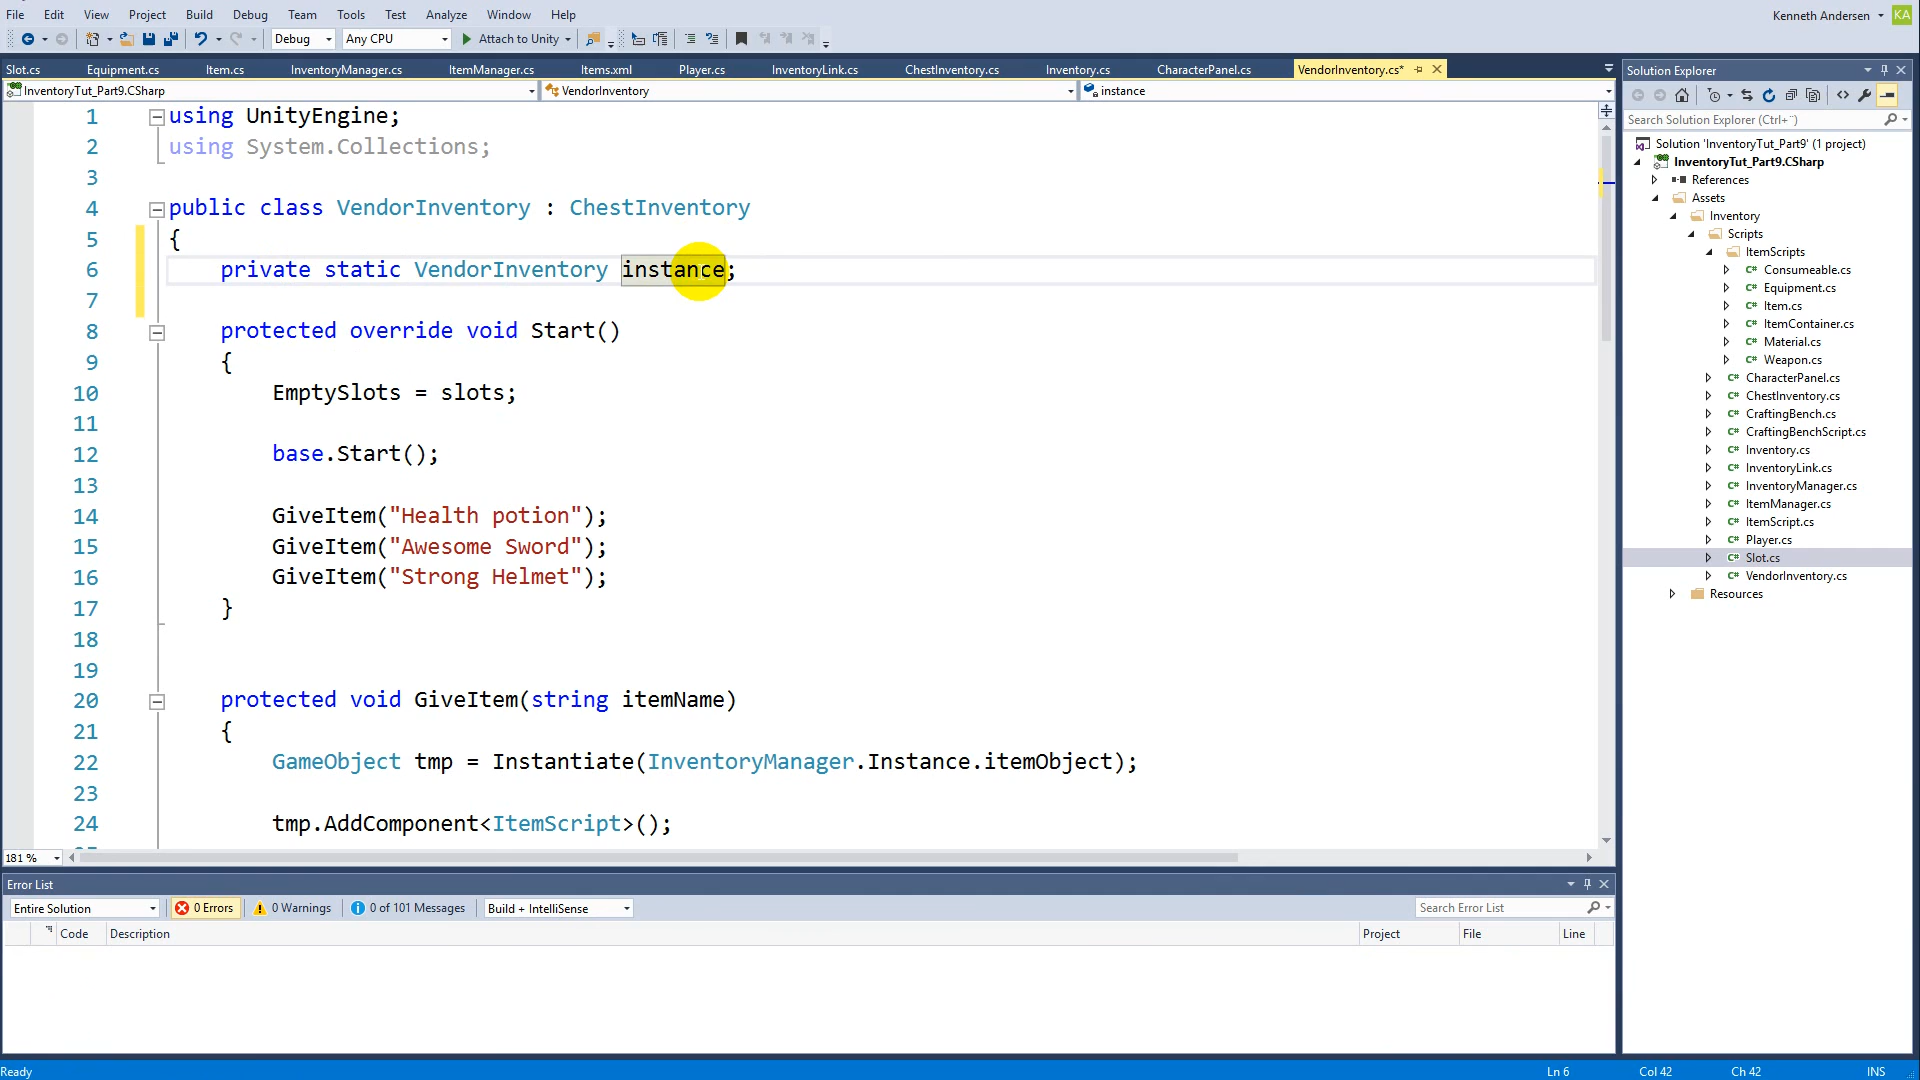 File Edit View Project Build Debug Team Tools Test Analyze Window Help
Kenneth Andersen KA
Debug Any CPU Attach to Unity
Slot.cs Equipment.cs Item.cs InventoryManager.cs ItemManager.cs Items.xml Player.cs InventoryLink.cs ChestInventory.cs Inventory.cs CharacterPanel.cs VendorInventory.cs*
InventoryTut_Part9.CSharp VendorInventory instance
1 using UnityEngine;
2 using System.Collections;
3
4 public class VendorInventory : ChestInventory
5 {
6 private static VendorInventory instance;
7
8 protected override void Start()
9 {
10 EmptySlots = slots;
11
12 base.Start();
13
14 GiveItem("Health potion");
15 GiveItem("Awesome Sword");
16 GiveItem("Strong Helmet");
17 }
18
19
20 protected void GiveItem(string itemName)
21 {
22 GameObject tmp = Instantiate(InventoryManager.Instance.itemObject);
23
24 tmp.AddComponent<ItemScript>();
181 %
Solution Explorer
Search Solution Explorer (Ctrl+¨)
Solution 'InventoryTut_Part9' (1 project)
InventoryTut_Part9.CSharp
References
Assets
Inventory
Scripts
ItemScripts
Consumeable.cs
Equipment.cs
Item.cs
ItemContainer.cs
Material.cs
Weapon.cs
CharacterPanel.cs
ChestInventory.cs
CraftingBench.cs
CraftingBenchScript.cs
Inventory.cs
InventoryLink.cs
InventoryManager.cs
ItemManager.cs
ItemScript.cs
Player.cs
Slot.cs
VendorInventory.cs
Resources
Error List
Entire Solution 0 Errors 0 Warnings 0 of 101 Messages Build + IntelliSense Search Error List
Code Description Project File Line
Ready Ln 6 Col 42 Ch 42 INS